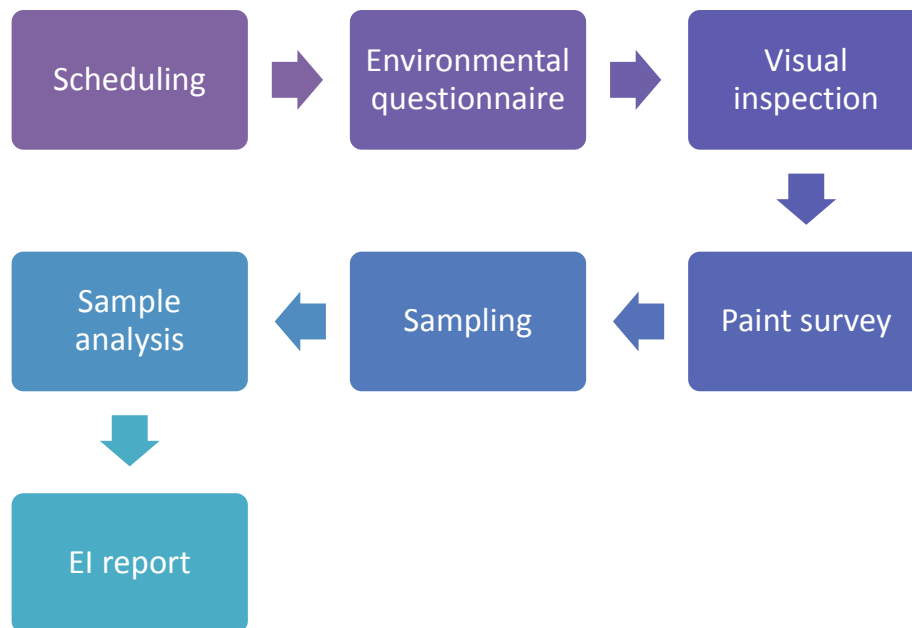 Scheduling
Environmental
questionnaire
Visual
inspection
Paint survey
Sampling
Sample
analysis
EI report